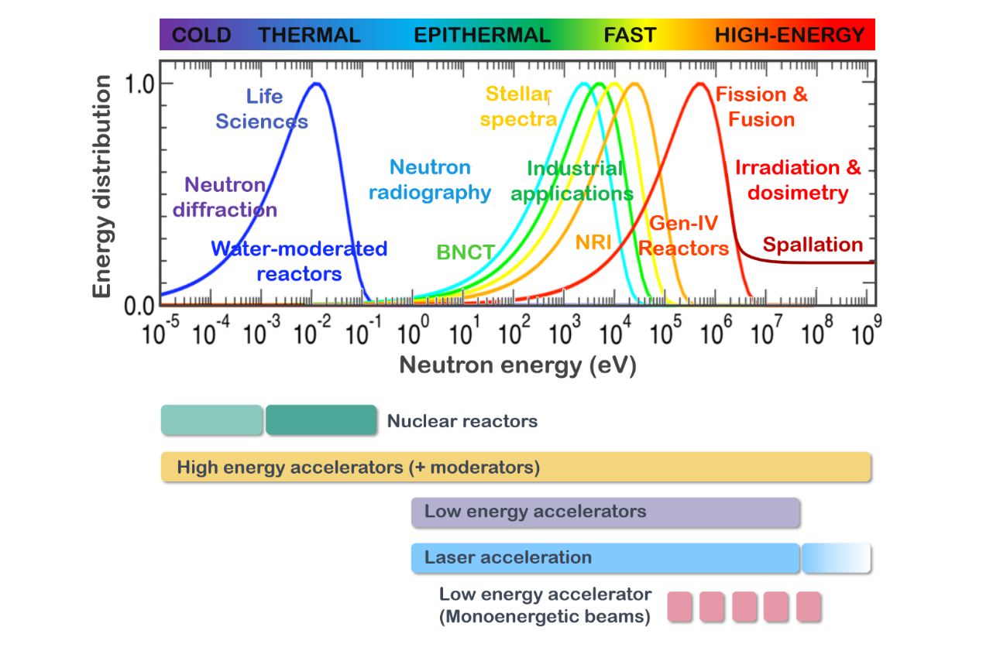 COLD THERMAL EPITHERMAL FAST HIGH-ENERGY
Energy distribution
1.0
0.0
Life
Sciences
Neutron
diffraction
Water-moderated
reactors
Neutron
radiography
BNCT
Stellar
spectra
Industrial
applications
NRI
Gen-IV
Reactors
Fission &
Fusion
Irradiation &
dosimetry
Spallation
10⁻⁵ 10⁻⁴ 10⁻³ 10⁻² 10⁻¹ 10⁰ 10¹ 10² 10³ 10⁴ 10⁵ 10⁶ 10⁷ 10⁸ 10⁹
Neutron energy (eV)
Nuclear reactors
High energy accelerators (+ moderators)
Low energy accelerators
Laser acceleration
Low energy accelerator
(Monoenergetic beams)